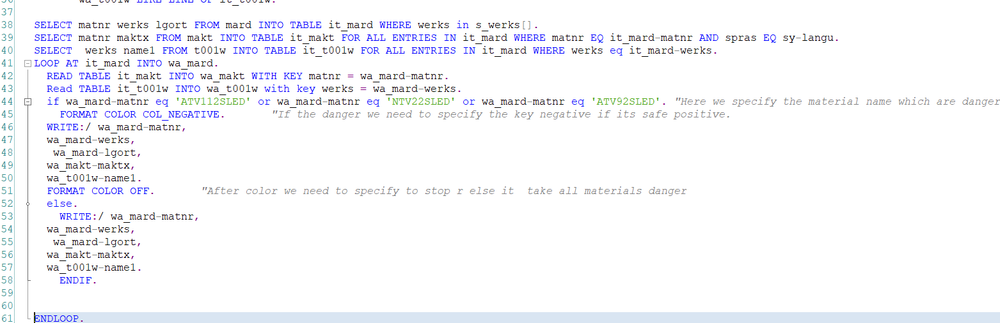 wa_t001w LIKE LINE OF it_t001w.
37
38 SELECT matnr werks lgort FROM mard INTO TABLE it_mard WHERE werks in s_werks[].
39 SELECT matnr maktx FROM makt INTO TABLE it_makt FOR ALL ENTRIES IN it_mard WHERE matnr EQ it_mard-matnr AND spras EQ sy-langu.
40 SELECT  werks name1 FROM t001w INTO TABLE it_t001w FOR ALL ENTRIES IN it_mard WHERE werks eq it_mard-werks.
41 LOOP AT it_mard INTO wa_mard.
42   READ TABLE it_makt INTO wa_makt WITH KEY matnr = wa_mard-matnr.
43   Read TABLE it_t001w INTO wa_t001w with key werks = wa_mard-werks.
44   if wa_mard-matnr eq 'ATV112SLED' or wa_mard-matnr eq 'NTV22SLED' or wa_mard-matnr eq 'ATV92SLED'. "Here we specify the material name which are danger
45     FORMAT COLOR COL_NEGATIVE.       "If the danger we need to specify the key negative if its safe positive.
46   WRITE:/ wa_mard-matnr,
47   wa_mard-werks,
48    wa_mard-lgort,
49   wa_makt-maktx,
50   wa_t001w-name1.
51   FORMAT COLOR OFF.       "After color we need to specify to stop r else it  take all materials danger
52   else.
53     WRITE:/ wa_mard-matnr,
54   wa_mard-werks,
55    wa_mard-lgort,
56   wa_makt-maktx,
57   wa_t001w-name1.
58     ENDIF.
59
60
61 ENDLOOP.